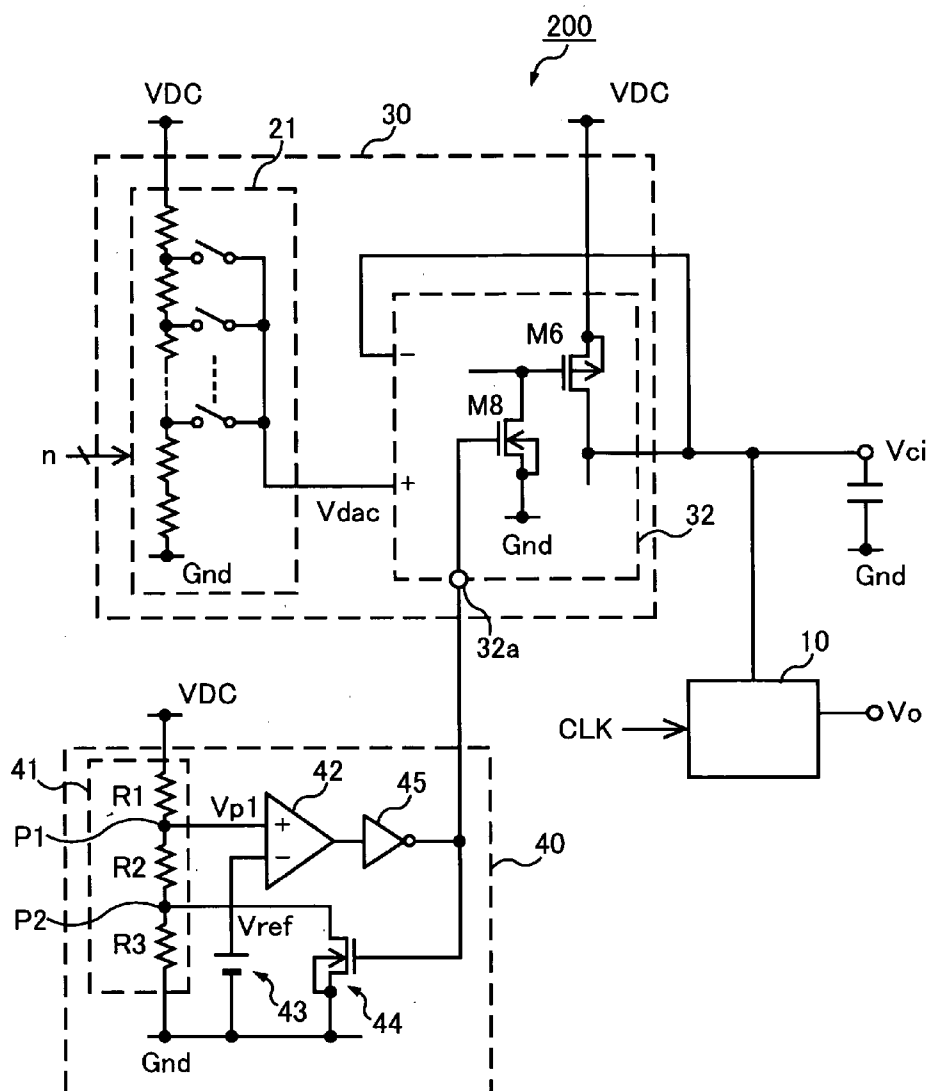 200
VDC
VDC
30
21
M6
−
M8
n
+
Vdac
Vci
Gnd
32
Gnd
Gnd
32a
10
VDC
CLK
Vo
41
42
45
R1
Vp1
P1
+
−
40
R2
P2
Vref
R3
43
44
Gnd